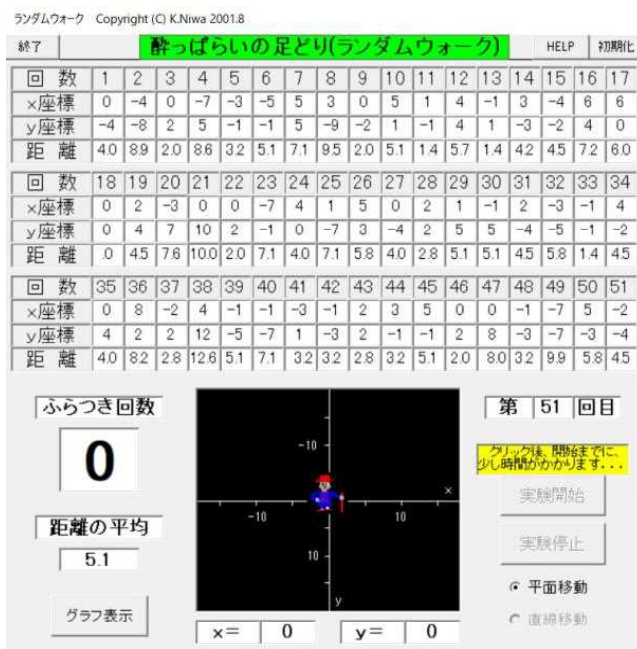 ランダムウォーク Copyright (C) K.Niwa 2001.8
終了 酔っぱらいの足どり(ランダムウォーク) HELP 初期化
回 数 1 2 3 4 5 6 7 8 9 10 11 12 13 14 15 16 17
x座標 0 -4 0 -7 -3 -5 5 3 0 5 1 4 -1 3 -4 6 6
y座標 -4 -8 2 5 -1 -1 5 -9 -2 1 -1 4 1 -3 -2 4 0
距 離 4.0 8.9 2.0 8.6 3.2 5.1 7.1 9.5 2.0 5.1 1.4 5.7 1.4 4.2 4.5 7.2 6.0
回 数 18 19 20 21 22 23 24 25 26 27 28 29 30 31 32 33 34
x座標 0 2 -3 0 0 -7 4 1 5 0 2 1 -1 2 -3 -1 4
y座標 0 4 7 10 2 -1 0 -7 3 -4 2 5 5 -4 -5 -1 -2
距 離 .0 4.5 7.6 10.0 2.0 7.1 4.0 7.1 5.8 4.0 2.8 5.1 5.1 4.5 5.8 1.4 4.5
回 数 35 36 37 38 39 40 41 42 43 44 45 46 47 48 49 50 51
x座標 0 8 -2 4 -1 -1 -3 -1 2 3 5 0 0 -1 -7 5 -2
y座標 4 2 2 12 -5 -7 1 -3 2 -1 -1 2 8 -3 -7 -3 -4
距 離 4.0 8.2 2.8 12.6 5.1 7.1 3.2 3.2 2.8 3.2 5.1 2.0 8.0 3.2 9.9 5.8 4.5
ふらつき回数
0
距離の平均
5.1
グラフ表示
-10
x
-10 10
10
y
x= 0 y= 0
第 51 回目
クリック後、開始までに、
少し時間がかかります...
実験開始
実験停止
平面移動
直線移動